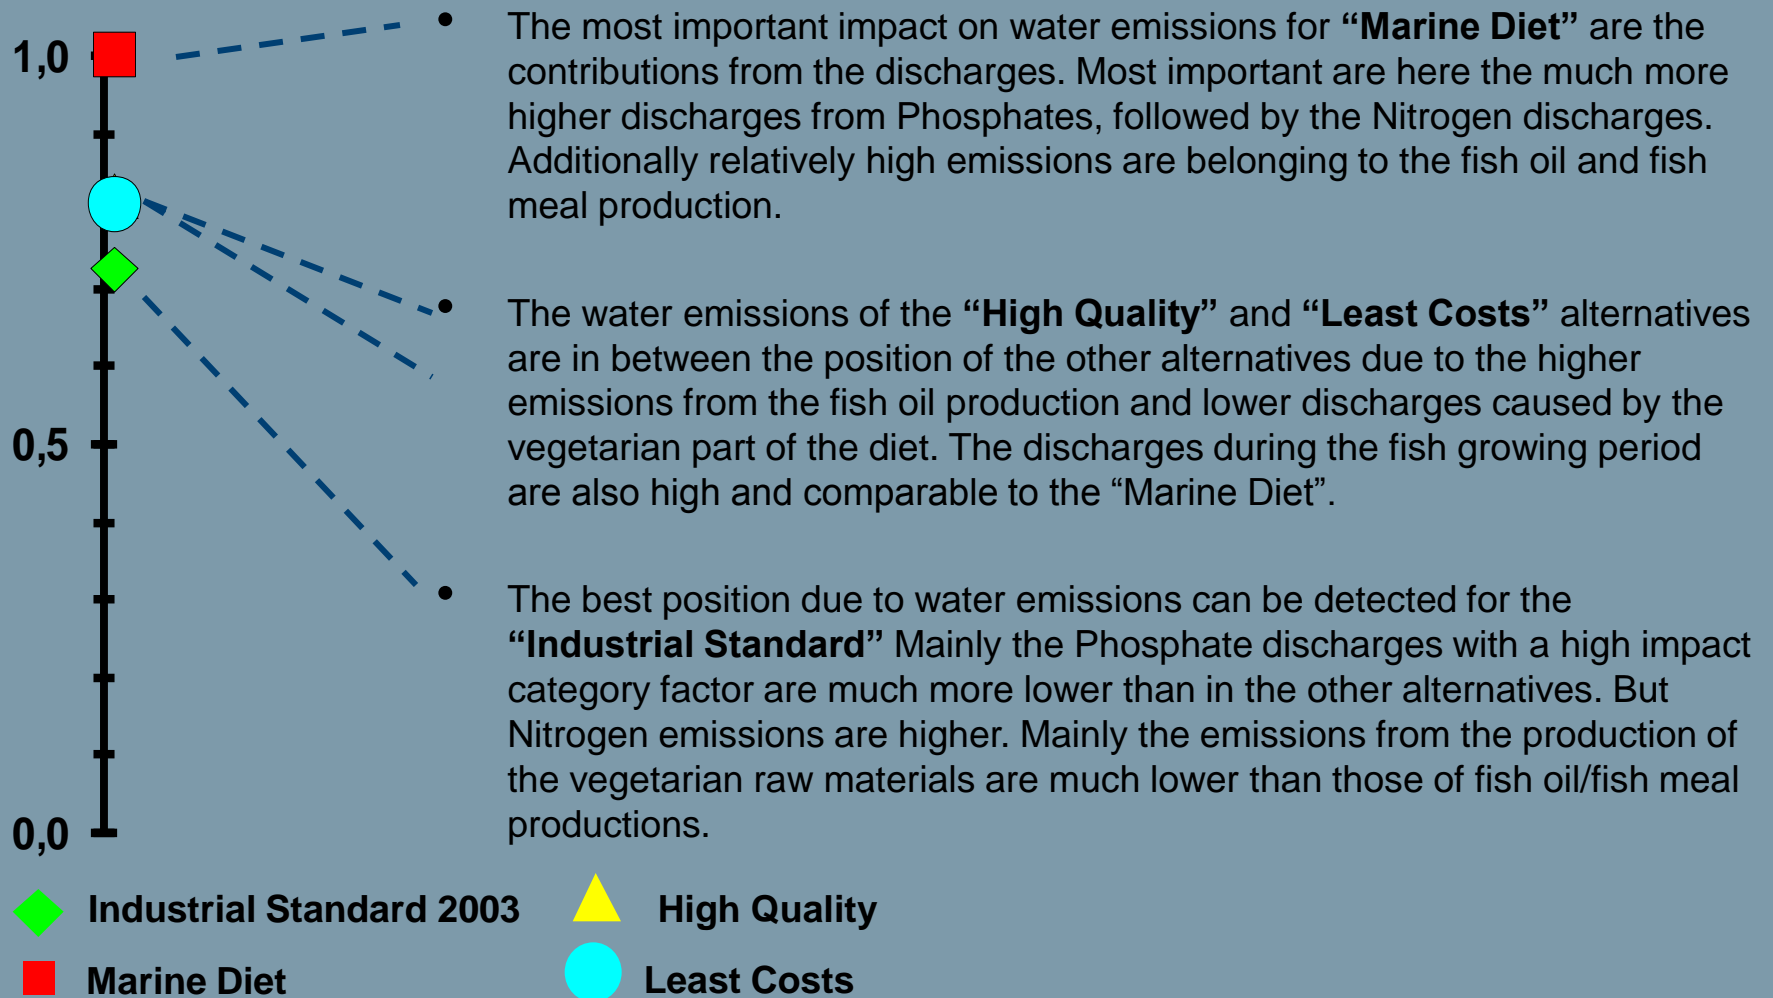 1,0
0,5
0,0
• The most important impact on water emissions for “Marine Diet” are the
contributions from the discharges. Most important are here the much more
higher discharges from Phosphates, followed by the Nitrogen discharges.
Additionally relatively high emissions are belonging to the fish oil and fish
meal production.
• The water emissions of the “High Quality” and “Least Costs” alternatives
are in between the position of the other alternatives due to the higher
emissions from the fish oil production and lower discharges caused by the
vegetarian part of the diet. The discharges during the fish growing period
are also high and comparable to the “Marine Diet”.
• The best position due to water emissions can be detected for the
“Industrial Standard” Mainly the Phosphate discharges with a high impact
category factor are much more lower than in the other alternatives. But
Nitrogen emissions are higher. Mainly the emissions from the production of
the vegetarian raw materials are much lower than those of fish oil/fish meal
productions.
Industrial Standard 2003
High Quality
Marine Diet
Least Costs